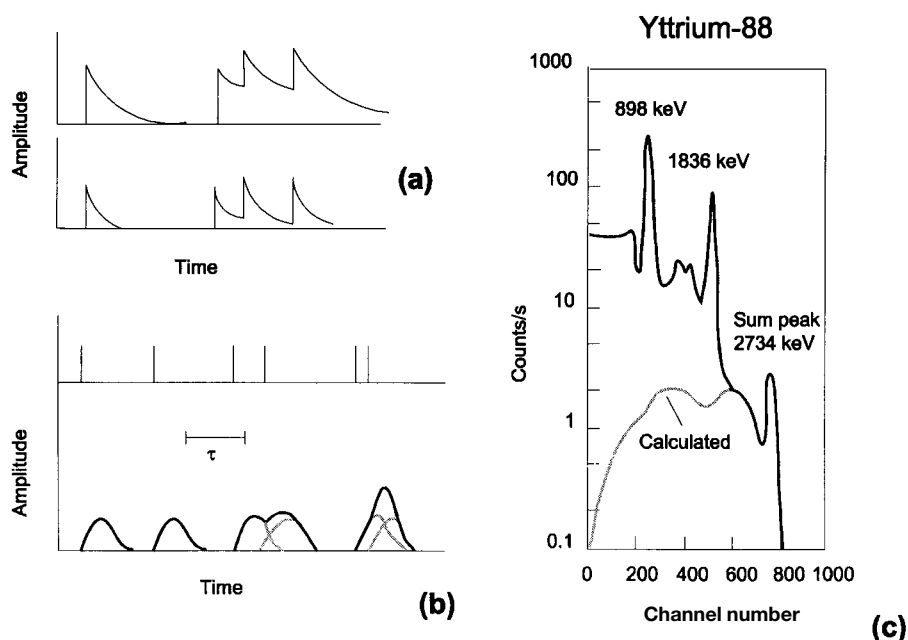 Amplitude
(a)
Time
Amplitude
τ
Time
(b)
Yttrium-88
1000
898 keV
1836 keV
100
10
Counts/s
Sum peak
2734 keV
1
Calculated
0.1
0 200 400 600 800 1000
Channel number
(c)